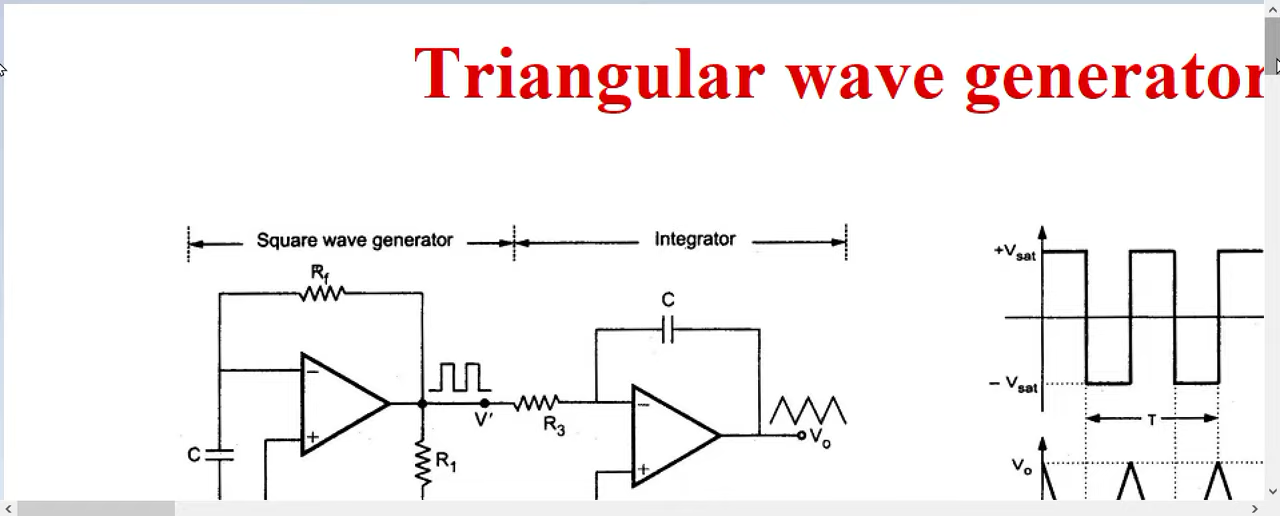 Triangular wave generator
Square wave generator
Integrator
Rf
C
+Vsat
−
V'
R3
−
Vo
− Vsat
T
+
C
R1
+
Vo